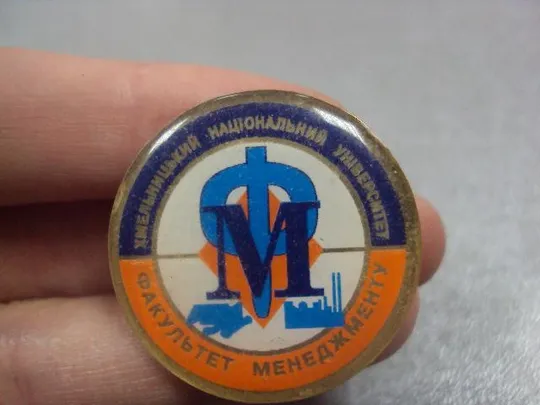 ХМЕЛЬНИЦЬКИЙ НАЦІОНАЛЬНИЙ УНІВЕРСИТЕТ
ФМ
ФАКУЛЬТЕТ МЕНЕДЖМЕНТУ